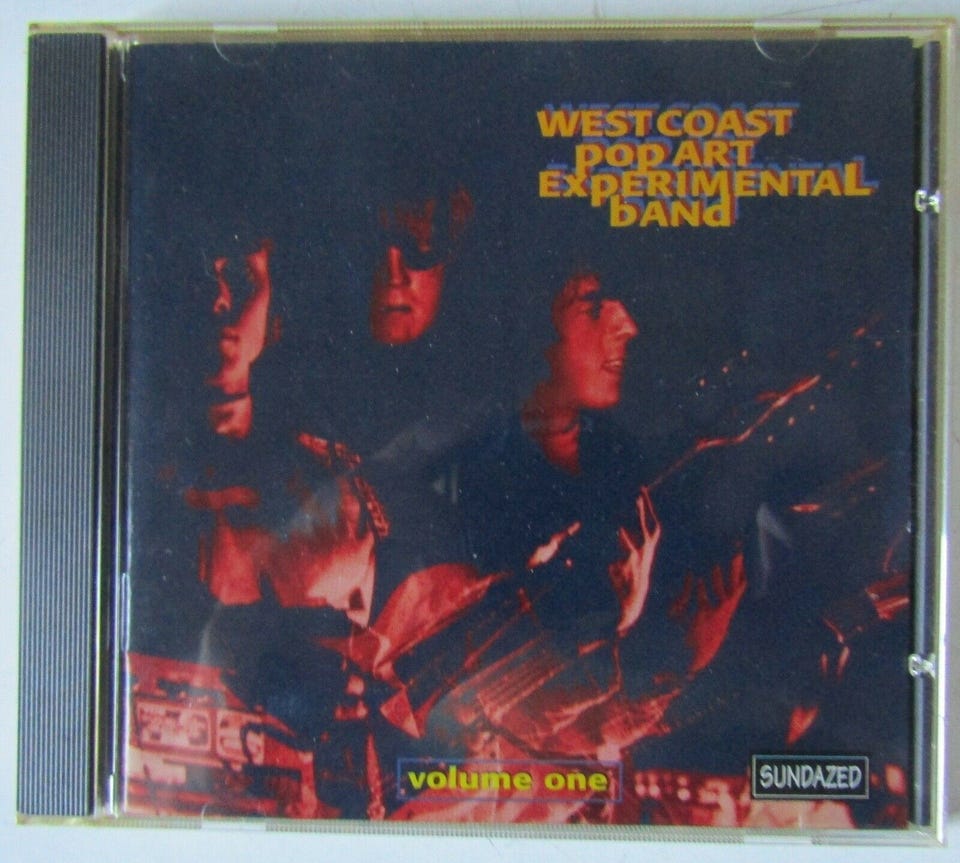 WEST COAST
pop ART
EXpERIMENTAL
bANd
volume one
SUNDAZED